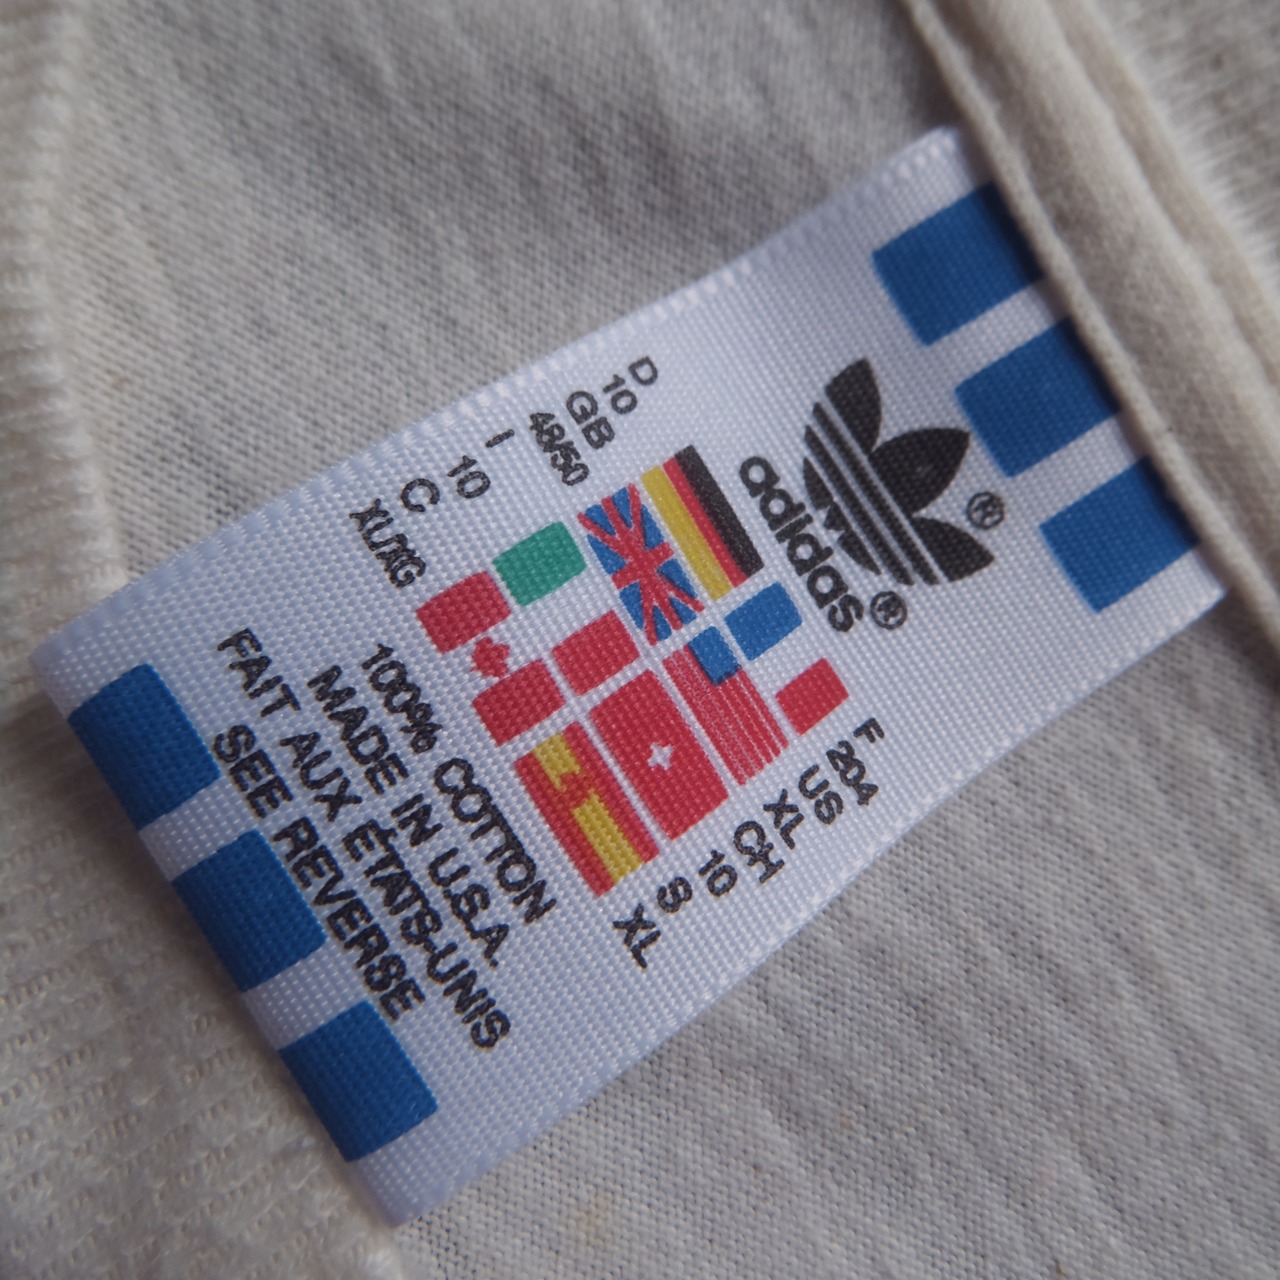 ®
adidas®
D
10
GB
48/50
I
10
C
XL/XG
F
204
US
XL
CH
10
S
XL
100% COTTON
MADE IN U.S.A.
FAIT AUX ÉTATS-UNIS
SEE REVERSE